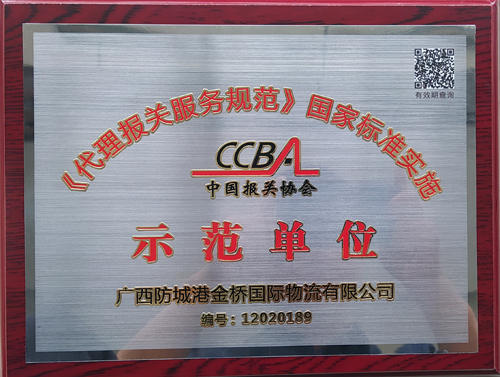 有效期查询
《代理报关服务规范》国家标准实施
CCBA
中国报关协会
示范单位
广西防城港金桥国际物流有限公司
编号:12020189